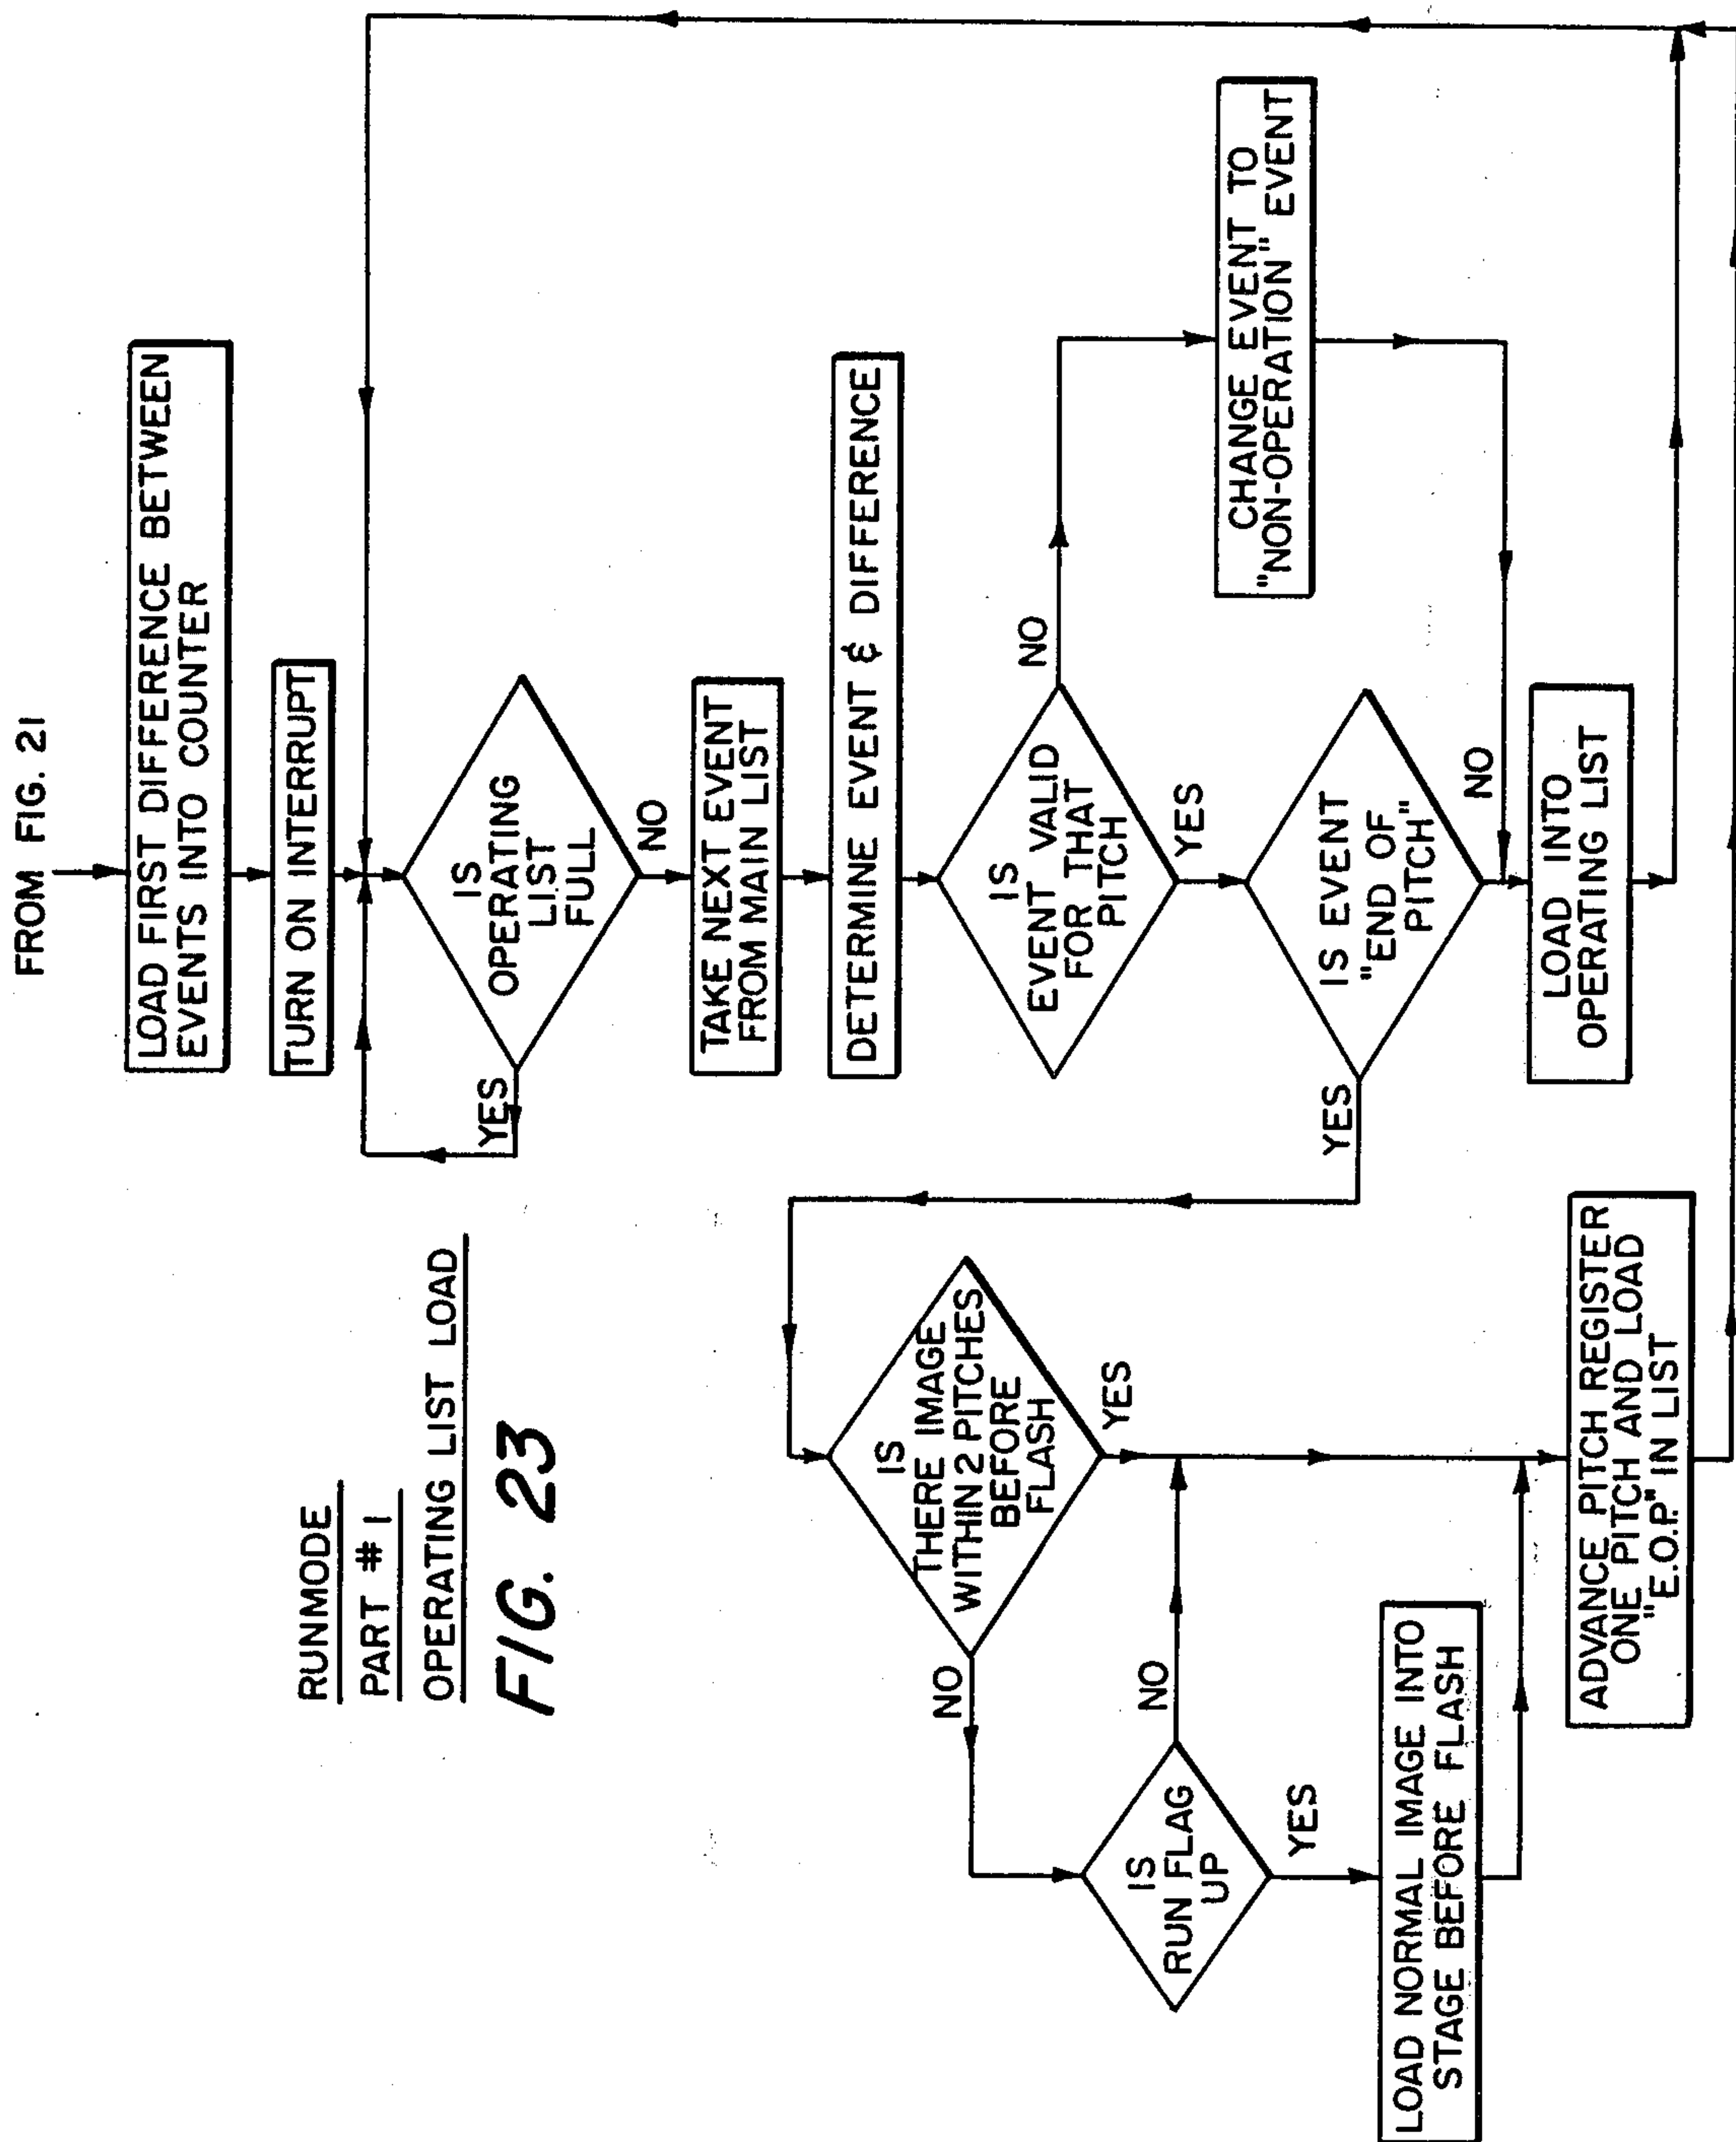 FROM FIG. 21
LOAD FIRST DIFFERENCE BETWEEN
EVENTS INTO COUNTER
TURN ON INTERRUPT
IS
OPERATING
LIST
FULL
YES
NO
TAKE NEXT EVENT
FROM MAIN LIST
DETERMINE EVENT & DIFFERENCE
IS
EVENT VALID
FOR THAT
PITCH
NO
YES
CHANGE EVENT TO
"NON-OPERATION" EVENT
IS EVENT
"END OF
PITCH"
YES
NO
LOAD INTO
OPERATING LIST
IS
THERE IMAGE
WITHIN 2 PITCHES
BEFORE
FLASH
NO
YES
IS
RUN FLAG
UP
NO
YES
LOAD NORMAL IMAGE INTO
STAGE BEFORE FLASH
ADVANCE PITCH REGISTER
ONE PITCH AND LOAD
"E.O.P." IN LIST
RUNMODE
PART # 1
OPERATING LIST LOAD
FIG. 23